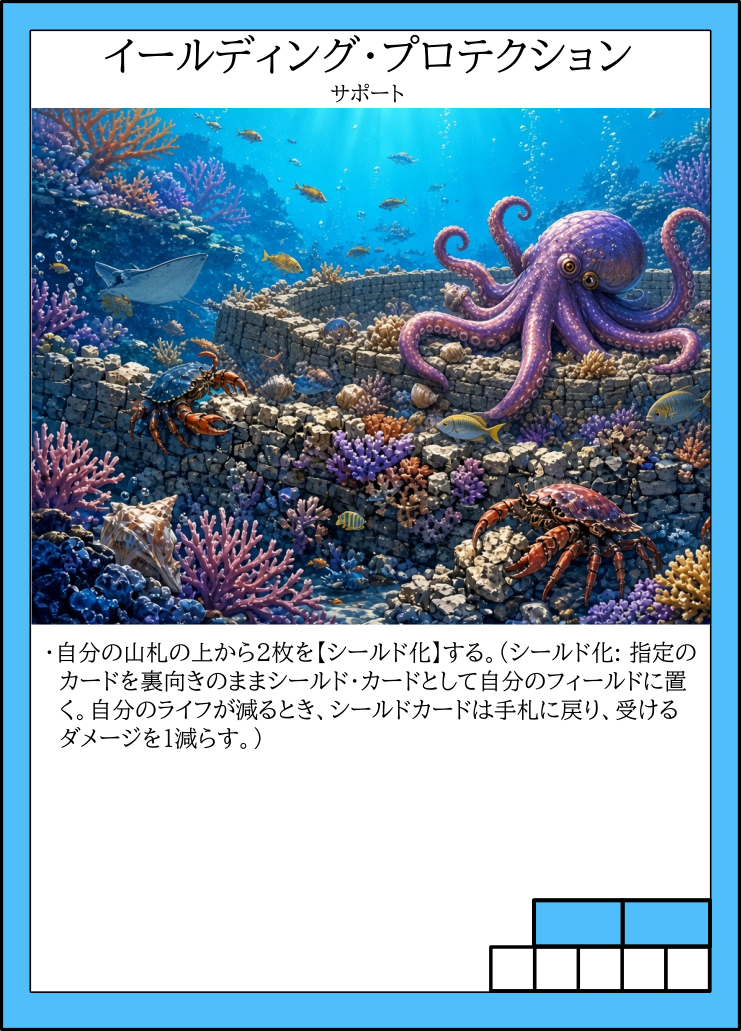 イールディング・プロテクション
サポート
・自分の山札の上から2枚を【シールド化】する。（シールド化: 指定の
カードを裏向きのままシールド・カードとして自分のフィールドに置
く。自分のライフが減るとき、シールドカードは手札に戻り、受ける
ダメージを1減らす。）